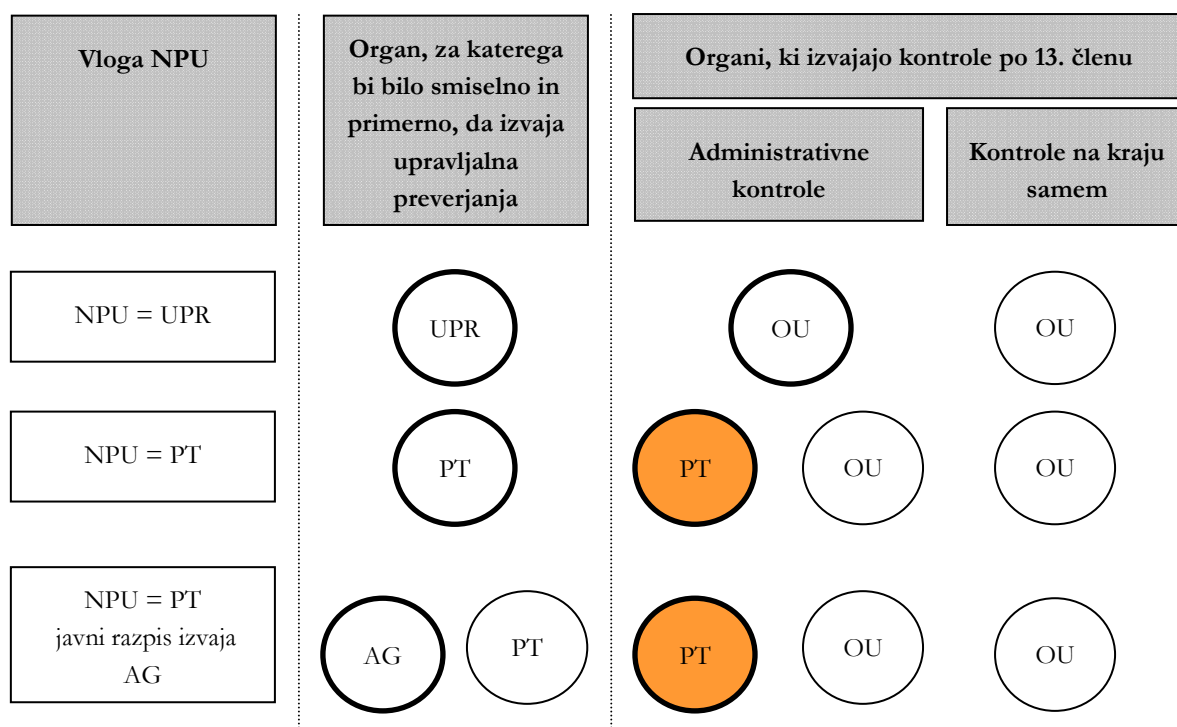 Vloga NPU
Organ, za katerega
bi bilo smiselno in
primerno, da izvaja
upravljalna
preverjanja
Organi, ki izvajajo kontrole po 13. členu
Administrativne
kontrole
Kontrole na kraju
samem
NPU = UPR
UPR
OU
OU
NPU = PT
PT
PT
OU
OU
NPU = PT
javni razpis izvaja
AG
AG
PT
PT
OU
OU